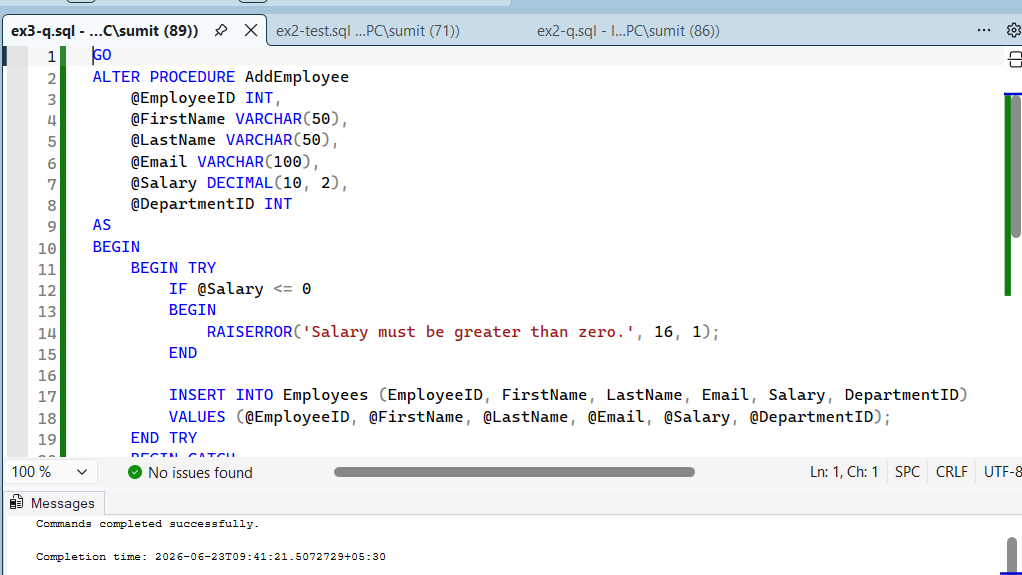 ex3-q.sql - ...C\sumit (89)) ex2-test.sql ...PC\sumit (71)) ex2-q.sql - I...PC\sumit (86))
1 GO
2 ALTER PROCEDURE AddEmployee
3 @EmployeeID INT,
4 @FirstName VARCHAR(50),
5 @LastName VARCHAR(50),
6 @Email VARCHAR(100),
7 @Salary DECIMAL(10, 2),
8 @DepartmentID INT
9 AS
10 BEGIN
11 BEGIN TRY
12 IF @Salary <= 0
13 BEGIN
14 RAISERROR('Salary must be greater than zero.', 16, 1);
15 END
16
17 INSERT INTO Employees (EmployeeID, FirstName, LastName, Email, Salary, DepartmentID)
18 VALUES (@EmployeeID, @FirstName, @LastName, @Email, @Salary, @DepartmentID);
19 END TRY
20 BEGIN CATCH
100 % No issues found Ln: 1, Ch: 1 SPC CRLF UTF-8
Messages
Commands completed successfully.
Completion time: 2026-06-23T09:41:21.5072729+05:30